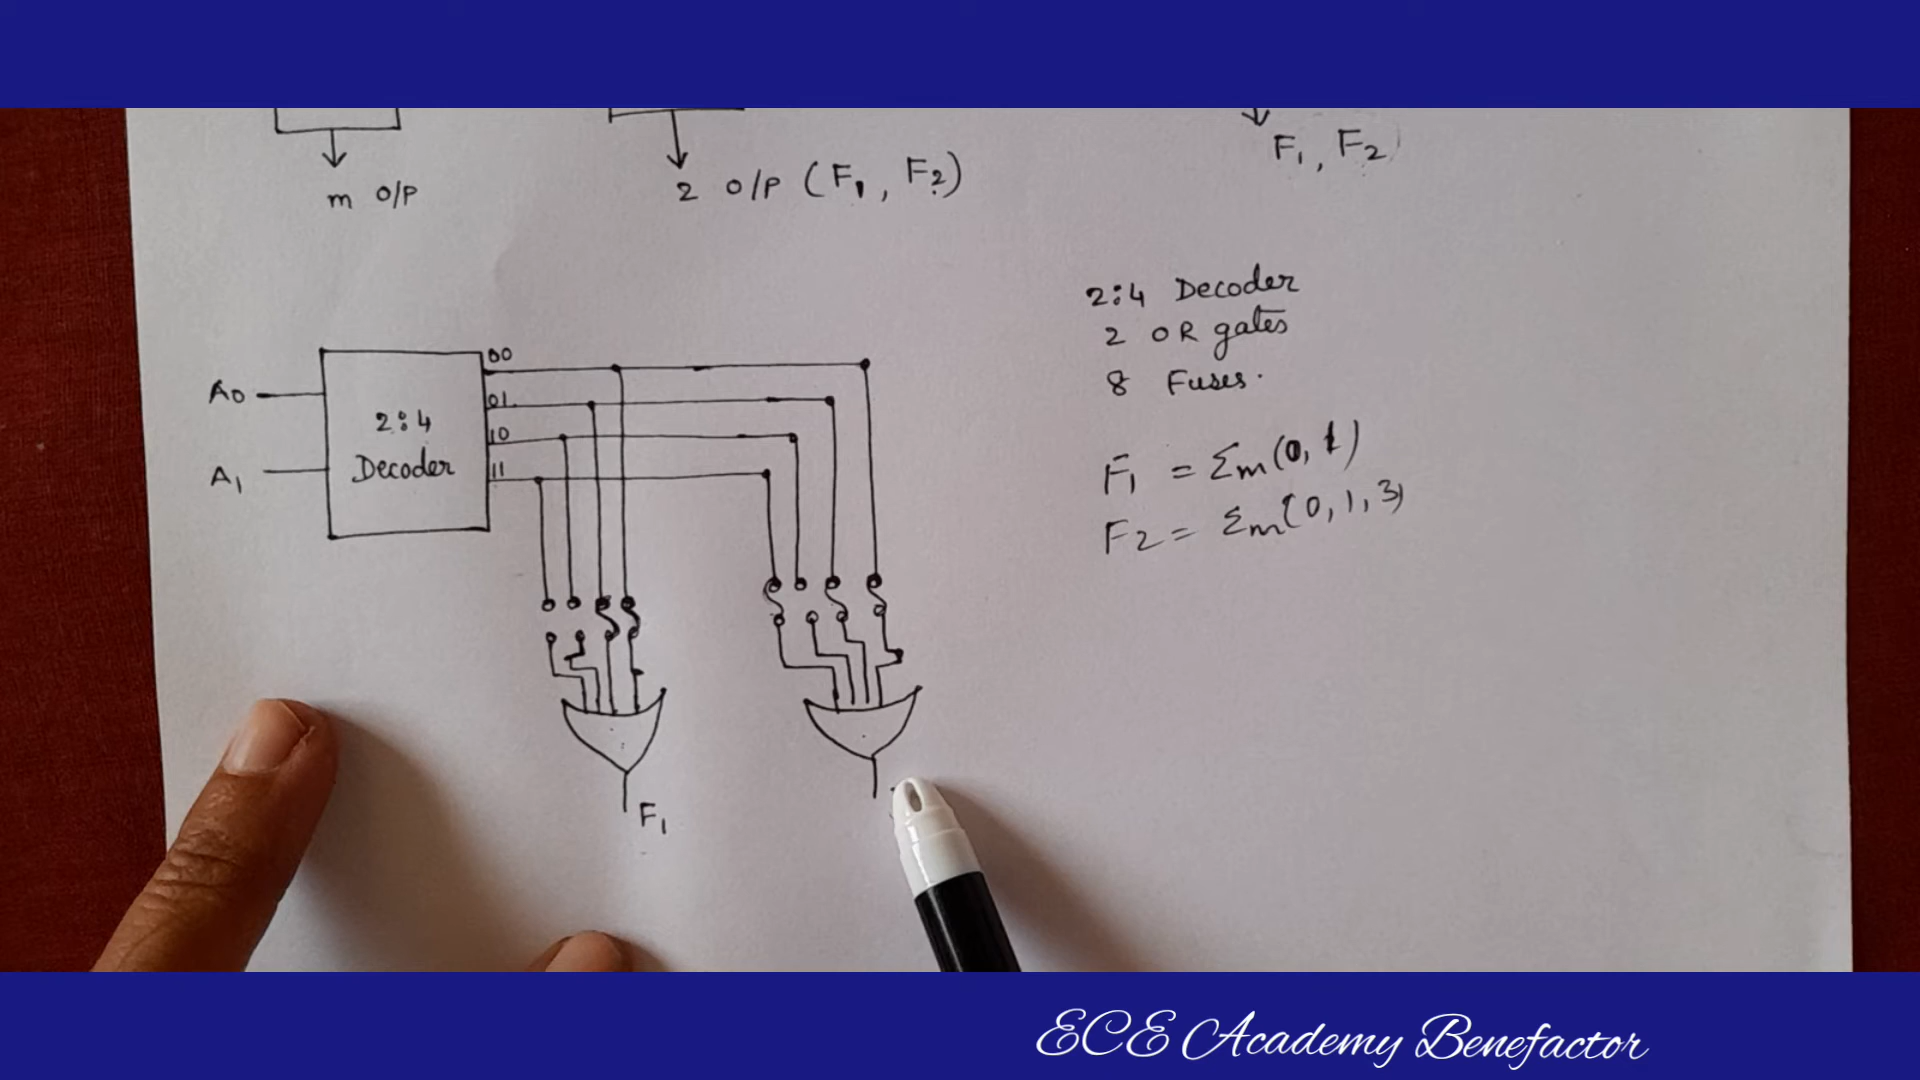 m O/P
2 O/P (F1, F2)
F1, F2
2:4 Decoder
2 OR gates
8 Fuses.
F1 = Σm(0, 1)
F2 = Σm(0, 1, 3)
A0
A1
2:4
Decoder
00
01
10
11
F1
ECE Academy Benefactor